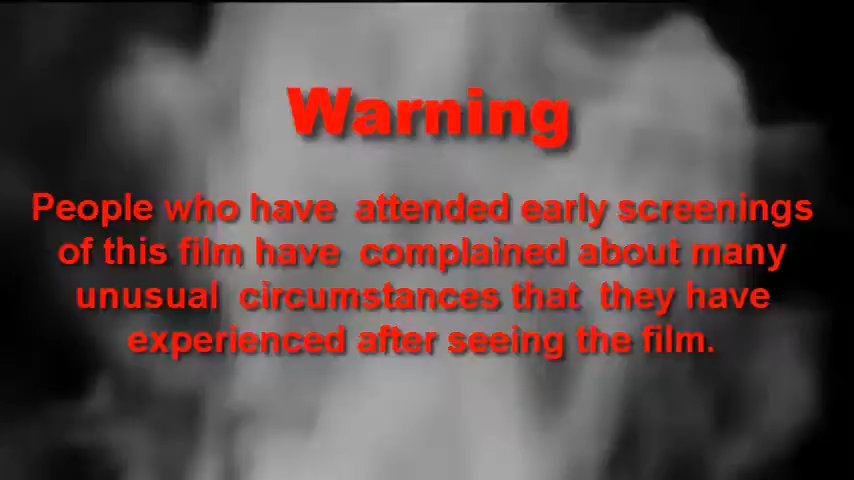 Warning
People who have  attended early screenings
of this film have  complained about many
unusual  circumstances that  they have
experienced after seeing the film.